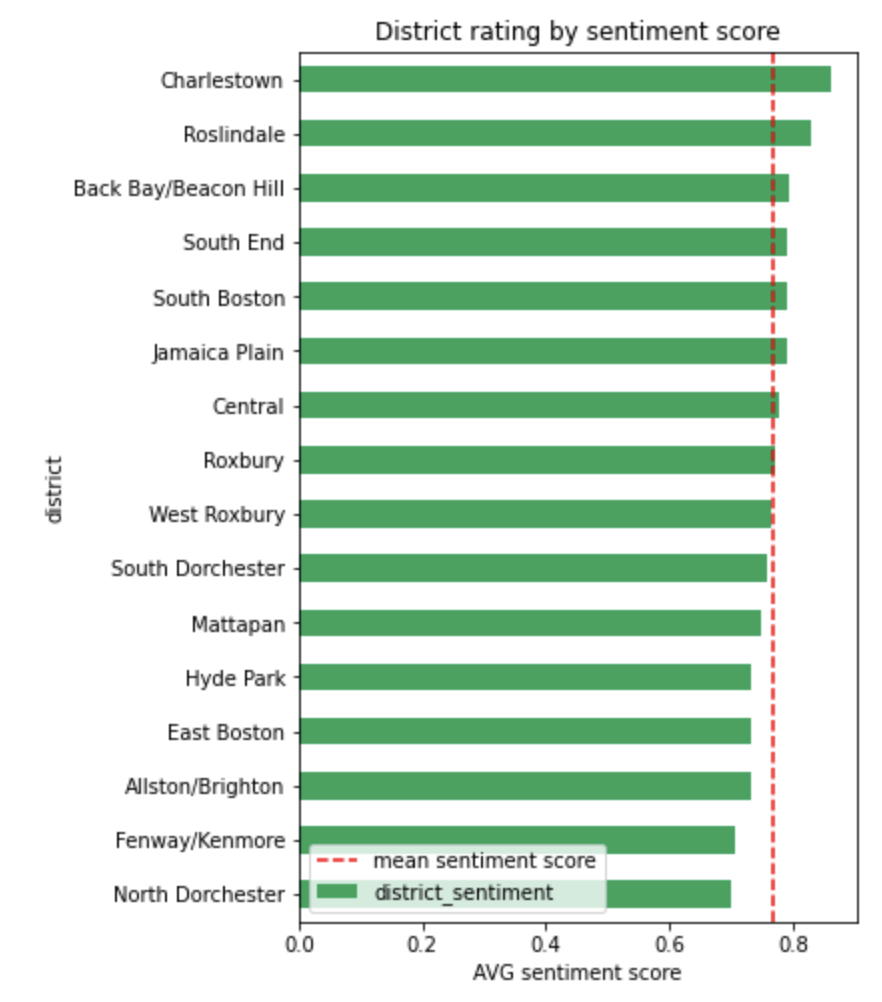 District rating by sentiment score
Charlestown
Roslindale
Back Bay/Beacon Hill
South End
South Boston
Jamaica Plain
Central
Roxbury
West Roxbury
South Dorchester
Mattapan
Hyde Park
East Boston
Allston/Brighton
Fenway/Kenmore
North Dorchester
district
mean sentiment score
district_sentiment
0.0 0.2 0.4 0.6 0.8
AVG sentiment score